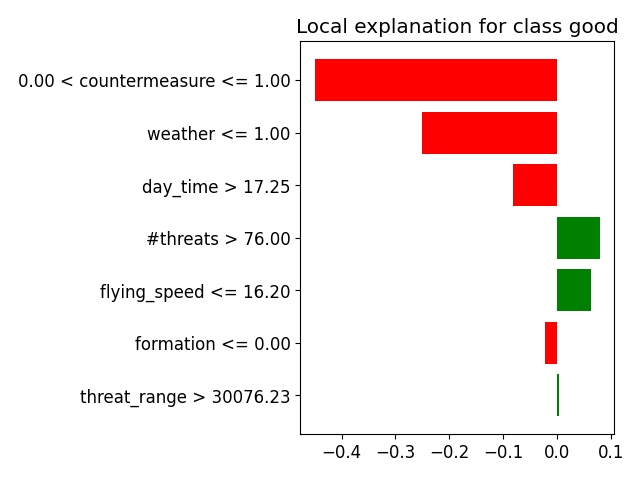 Local explanation for class good
0.00 < countermeasure <= 1.00
weather <= 1.00
day_time > 17.25
#threats > 76.00
flying_speed <= 16.20
formation <= 0.00
threat_range > 30076.23
−0.4 −0.3 −0.2 −0.1 0.0 0.1